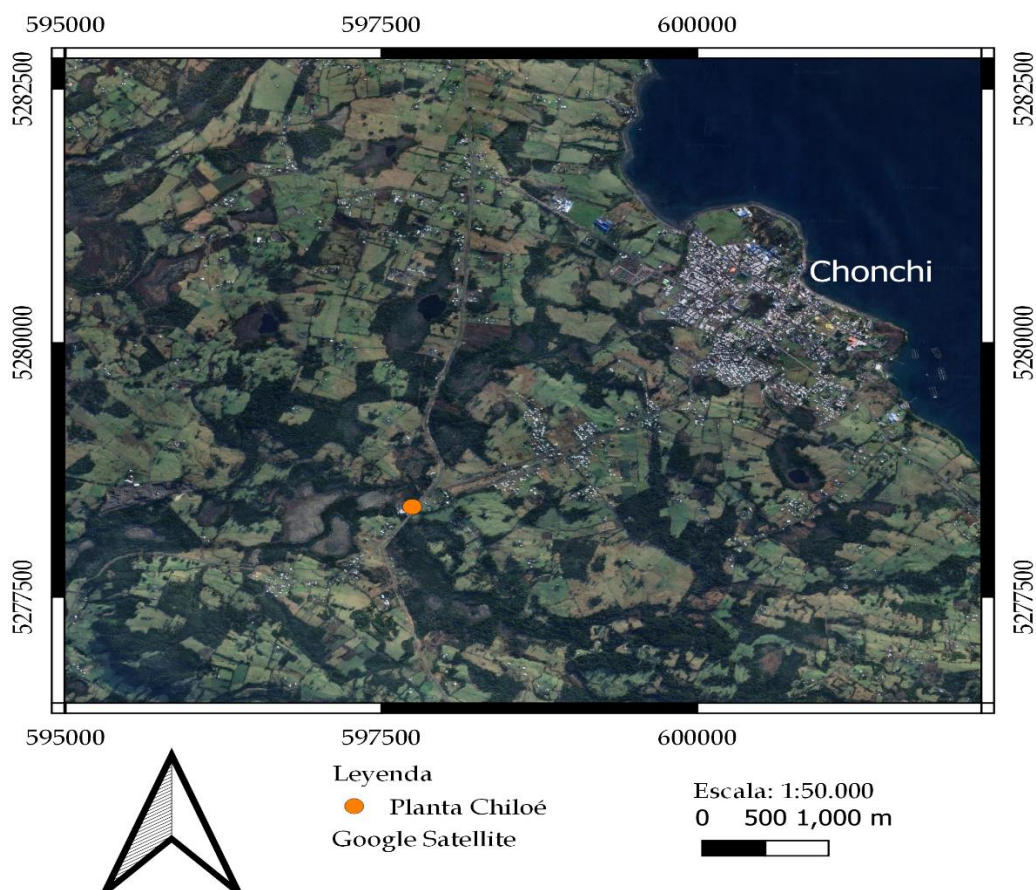 595000 597500 600000
5282500 5282500
Chonchi
5280000 5280000
5277500 5277500
595000 597500 600000
Leyenda
Planta Chiloé
Google Satellite
Escala: 1:50.000
0 500 1,000 m